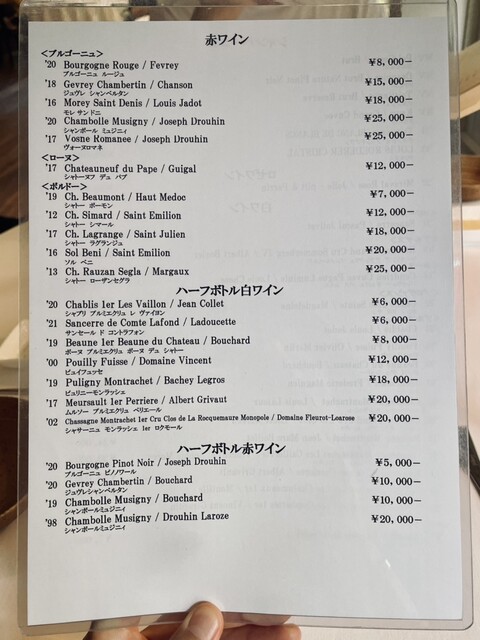 赤ワイン
＜ブルゴーニュ＞
'20 Bourgogne Rouge / Fevrey ¥8,000－
ブルゴーニュ ルージュ
'18 Gevrey Chambertin / Chanson ¥15,000－
ジュヴレ シャンベルタン
'16 Morey Saint Denis / Louis Jadot ¥18,000－
モレ サンドニ
'20 Chambolle Musigny / Joseph Drouhin ¥25,000－
シャンボール ミュジニィ
'17 Vosne Romanee / Joseph Drouhin ¥25,000－
ヴォーヌロマネ
＜ローヌ＞
'17 Chateauneuf du Pape / Guigal ¥12,000－
シャトーヌフ デュ パプ
＜ボルドー＞
'19 Ch. Beaumont / Haut Medoc ¥7,000－
シャトー ボーモン
'12 Ch. Simard / Saint Emilion ¥12,000－
シャトー シマール
'17 Ch. Lagrange / Saint Julien ¥18,000－
シャトー ラグランジュ
'16 Sol Beni / Saint Emilion ¥20,000－
ソル ベニ
'13 Ch. Rauzan Segla / Margaux ¥25,000－
シャトー ローザンセグラ
ハーフボトル白ワイン
'20 Chablis 1er Les Vaillon / Jean Collet ¥6,000－
シャブリ プルミエクリュ レ ヴァイヨン
'21 Sancerre de Comte Lafond / Ladoucette ¥6,000－
サンセール ド コントラフォン
'19 Beaune 1er Beaune du Chateau / Bouchard ¥8,000－
ボーヌ プルミエクリュ ボーヌ デュ シャトー
'00 Pouilly Fuisse / Domaine Vincent ¥12,000－
ピュイフュッセ
'19 Puligny Montrachet / Bachey Legros ¥18,000－
ピュリニーモンラッシェ
'17 Meursault 1er Perriere / Albert Grivaut ¥20,000－
ムルソー プルミエクリュ ペリエール
'02 Chassagne Montrachet 1er Cru Clos de La Rocquemaure Monopole / Domaine Fleurot-Loarose ¥20,000－
シャサーニュ モンラッシェ 1er ロクモール
ハーフボトル赤ワイン
'20 Bourgogne Pinot Noir / Joseph Drouhin ¥5,000－
ブルゴーニュ ピノノワール
'20 Gevrey Chambertin / Bouchard ¥10,000－
ジュヴレシャンベルタン
'19 Chambolle Musigny / Bouchard ¥10,000－
シャンボールミュジニィ
'98 Chambolle Musigny / Drouhin Laroze ¥20,000－
シャンボールミュジニィ